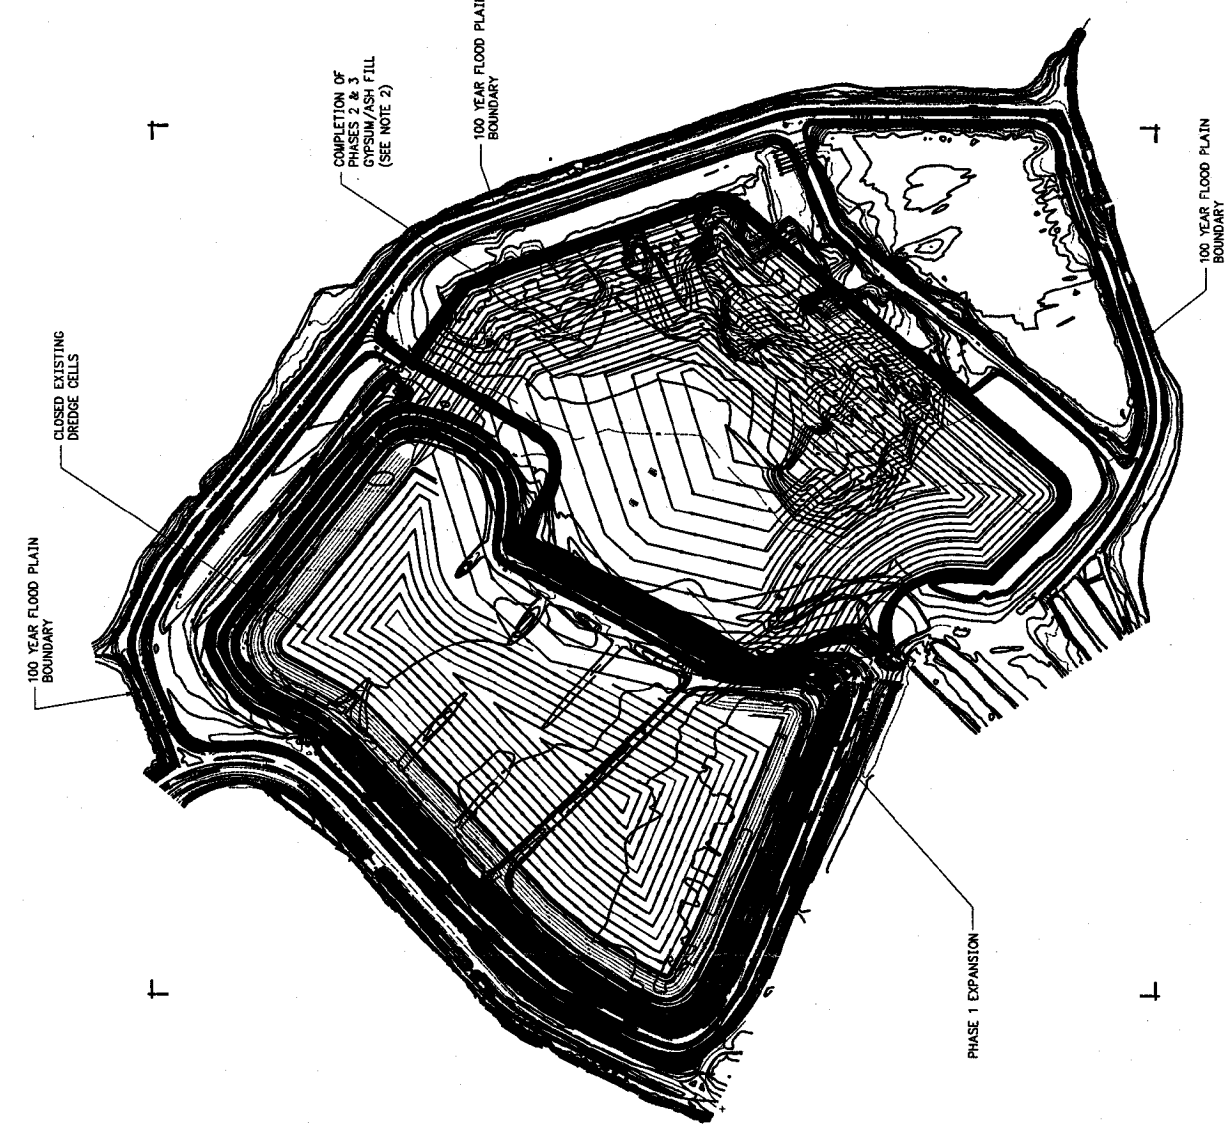 100 YEAR FLOOD PLAIN
BOUNDARY
CLOSED EXISTING
DREDGE CELLS
COMPLETION OF
PHASES 2 & 3
GYPSUM/ASH FILL
(SEE NOTE 2)
100 YEAR FLOOD PLAIN
BOUNDARY
PHASE 1 EXPANSION
100 YEAR FLOOD PLAIN
BOUNDARY